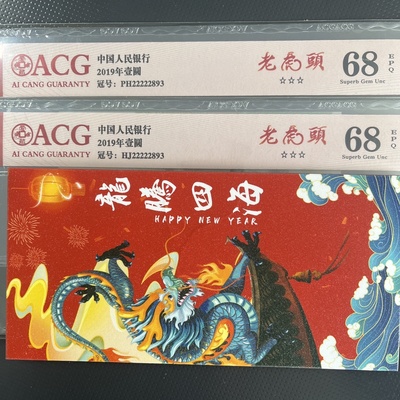 ACG
AI CANG GUARANTY
中国人民银行
2019年壹圓
冠号：PH22222893
老虎頭
☆☆☆
68
EPQ
Superb Gem Unc
ACG
AI CANG GUARANTY
中国人民银行
2019年壹圓
冠号：HJ22222893
老虎頭
☆☆☆
68
EPQ
Superb Gem Unc
龍騰四海
HAPPY NEW YEAR